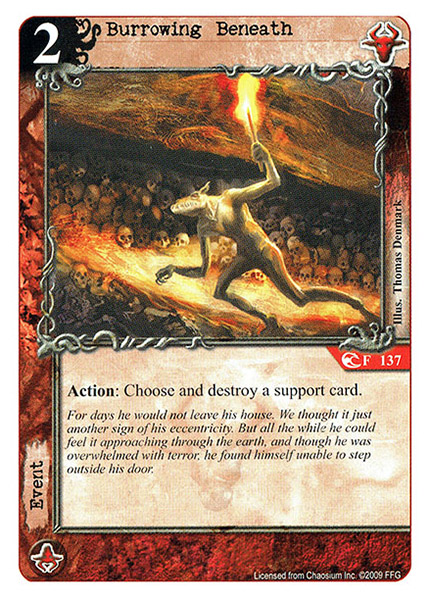 2
Burrowing Beneath
Illus. Thomas Denmark
F 137
Action: Choose and destroy a support card.
For days he would not leave his house. We thought it just
another sign of his eccentricity. But all the while he could
feel it approaching through the earth, and though he was
overwhelmed with terror, he found himself unable to step
outside his door.
Event
Licensed from Chaosium Inc. ©2009 FFG